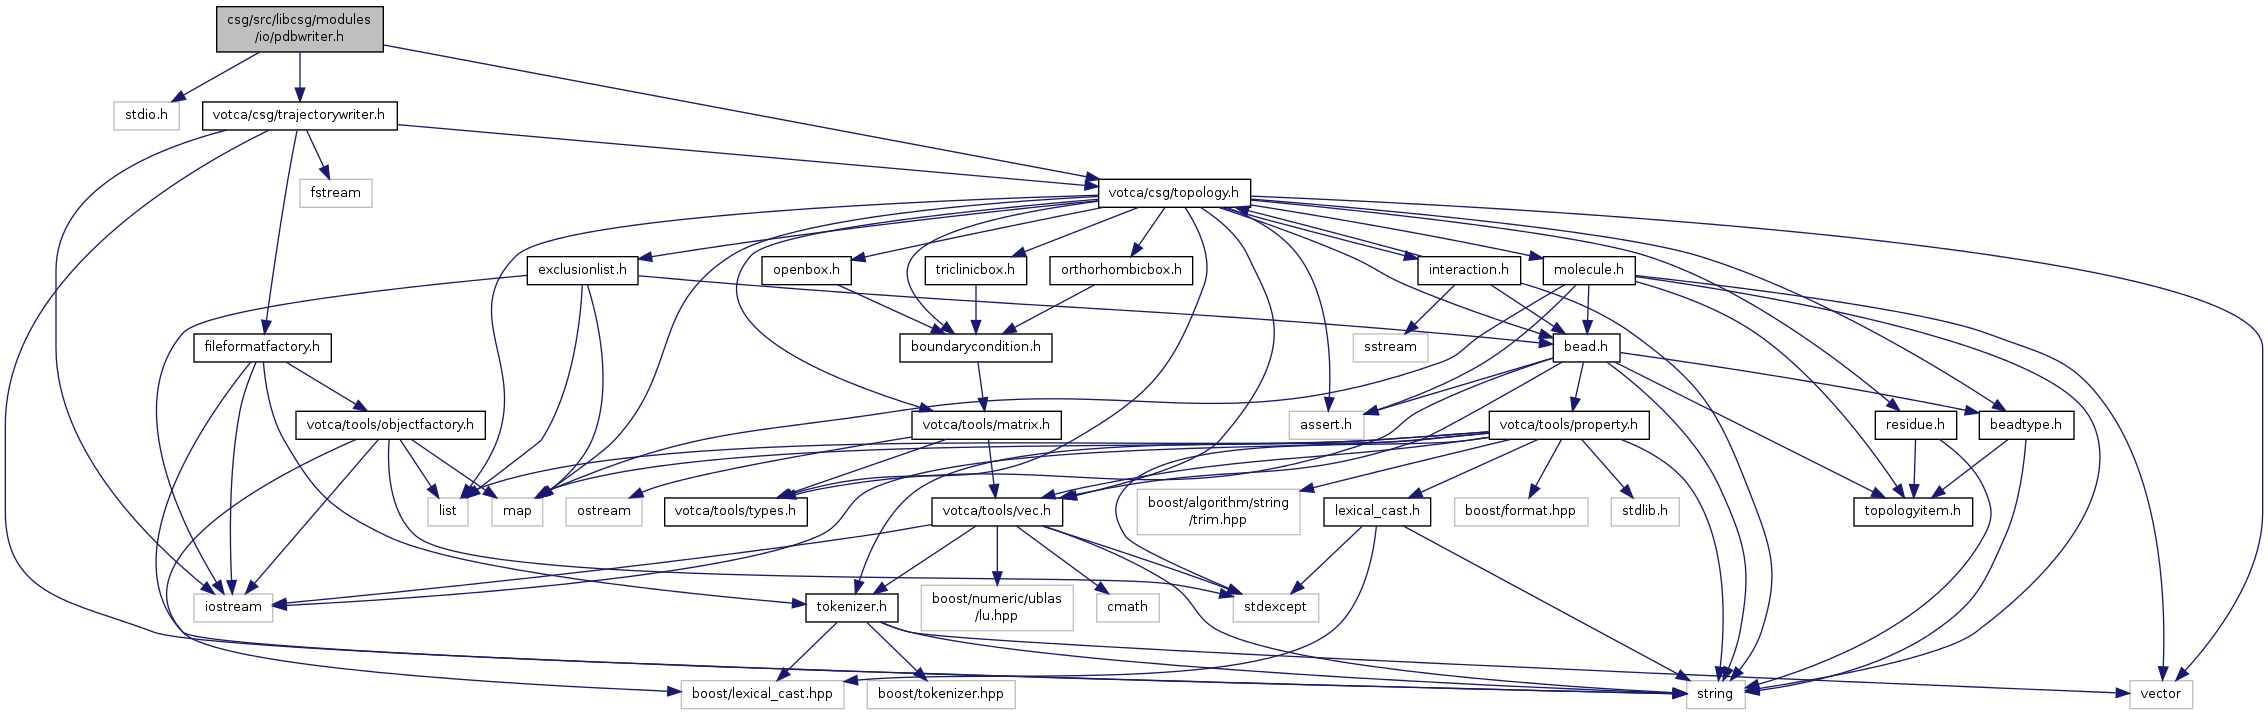 csg/src/libcsg/modules
/io/pdbwriter.h
stdio.h
votca/csg/trajectorywriter.h
fstream
votca/csg/topology.h
exclusionlist.h
openbox.h
triclinicbox.h
orthorhombicbox.h
interaction.h
molecule.h
fileformatfactory.h
boundarycondition.h
sstream
bead.h
votca/tools/objectfactory.h
votca/tools/matrix.h
assert.h
votca/tools/property.h
residue.h
beadtype.h
list
map
ostream
votca/tools/types.h
votca/tools/vec.h
boost/algorithm/string
/trim.hpp
lexical_cast.h
boost/format.hpp
stdlib.h
topologyitem.h
iostream
tokenizer.h
boost/numeric/ublas
/lu.hpp
cmath
stdexcept
boost/lexical_cast.hpp
boost/tokenizer.hpp
string
vector